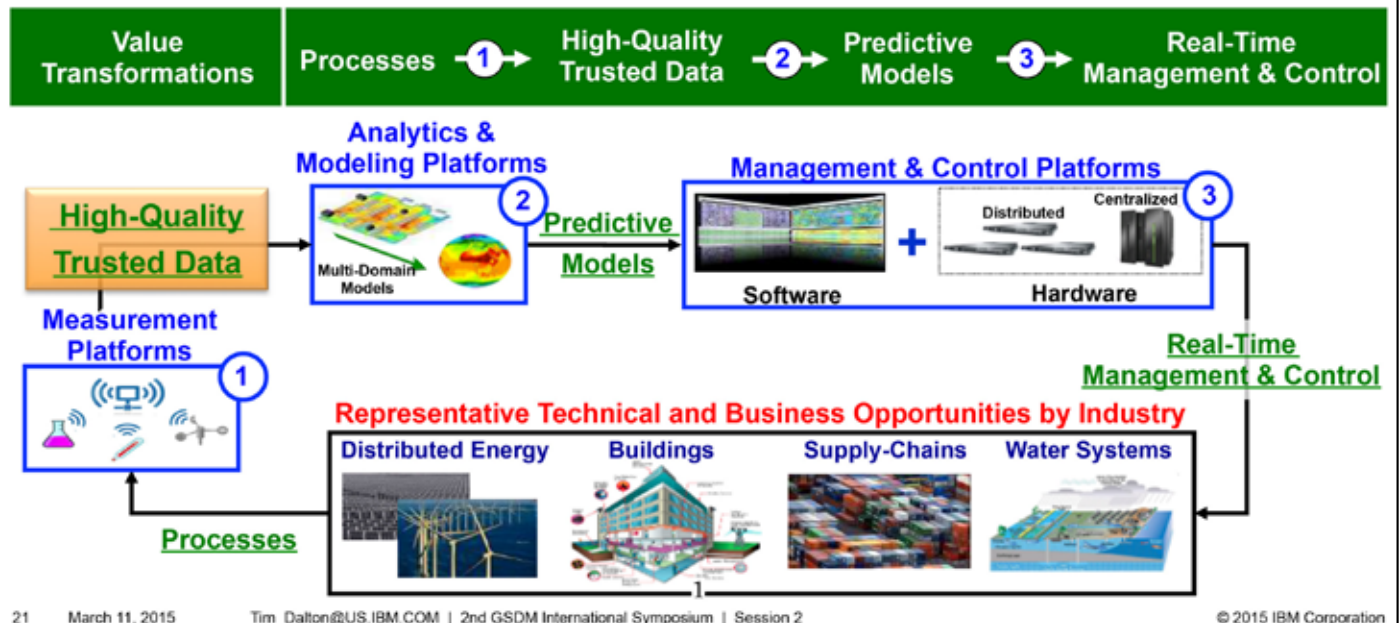 Value
Transformations
Processes
1
High-Quality
Trusted Data
2
Predictive
Models
3
Real-Time
Management & Control
Analytics &
Modeling Platforms
2
Multi-Domain
Models
High-Quality
Trusted Data
Predictive
Models
Management & Control Platforms
3
Distributed
Centralized
+
Software
Hardware
Measurement
Platforms
1
Real-Time
Management & Control
Representative Technical and Business Opportunities by Industry
Distributed Energy
Buildings
Supply-Chains
Water Systems
Processes
1
21 March 11, 2015 Tim_Dalton@US.IBM.COM | 2nd GSDM International Symposium | Session 2 © 2015 IBM Corporation